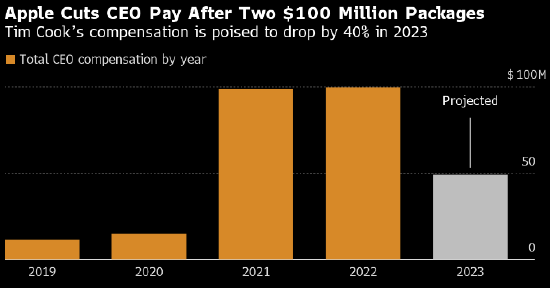 Apple Cuts CEO Pay After Two $100 Million Packages
Tim Cook's compensation is poised to drop by 40% in 2023
Total CEO compensation by year
$100M
Projected
50
0
2019 2020 2021 2022 2023